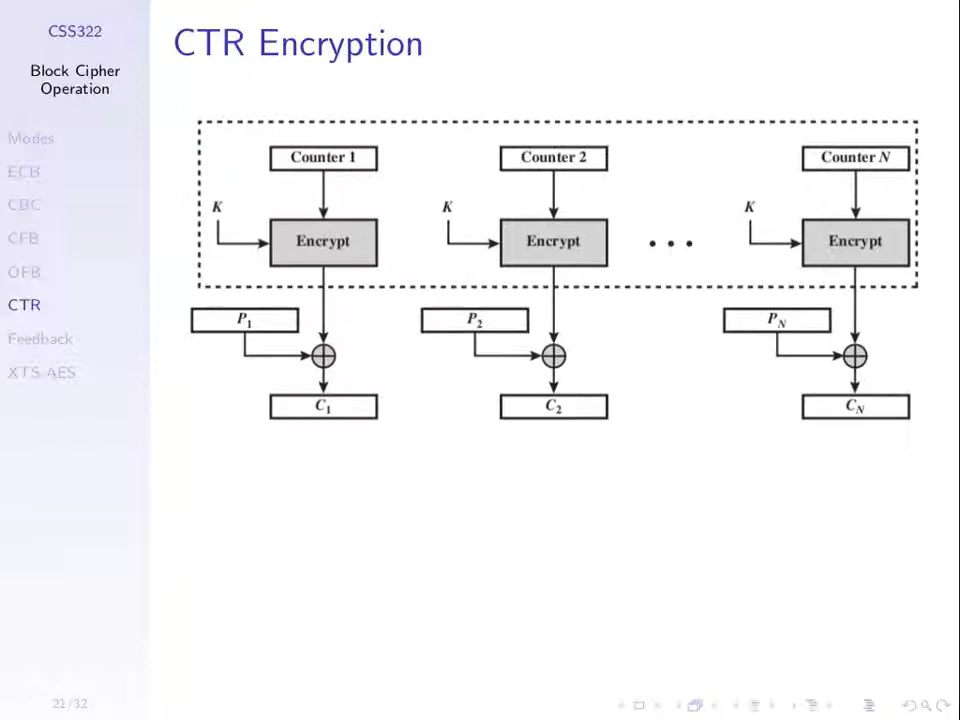 CSS322
Block Cipher
Operation
Modes
ECB
CBC
CFB
OFB
CTR
Feedback
XTS-AES
CTR Encryption
Counter 1
Counter 2
Counter N
K
K
K
Encrypt
Encrypt
• • •
Encrypt
P1
P2
PN
C1
C2
CN
21/32